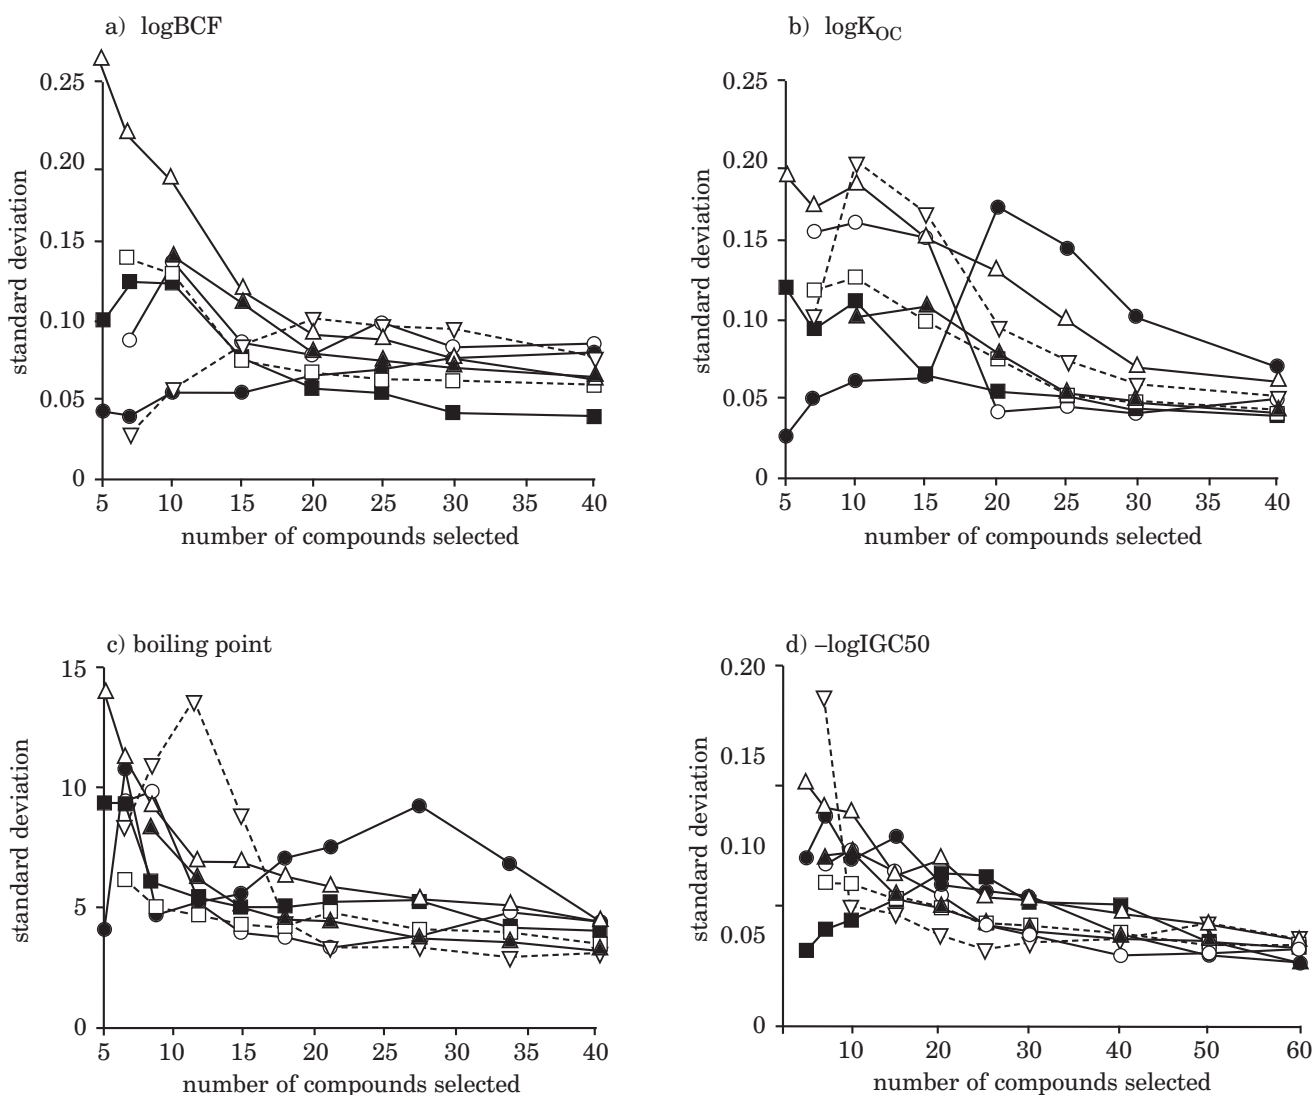 a) logBCF
0.25
0.20
0.15
0.10
0.05
0
standard deviation
5 10 15 20 25 30 35 40
number of compounds selected
b) logK_OC
0.25
0.20
0.15
0.10
0.05
0
standard deviation
5 10 15 20 25 30 35 40
number of compounds selected
c) boiling point
15
10
5
0
standard deviation
5 10 15 20 25 30 35 40
number of compounds selected
d) –logIGC50
0.20
0.15
0.10
0.05
0
standard deviation
10 20 30 40 50 60
number of compounds selected